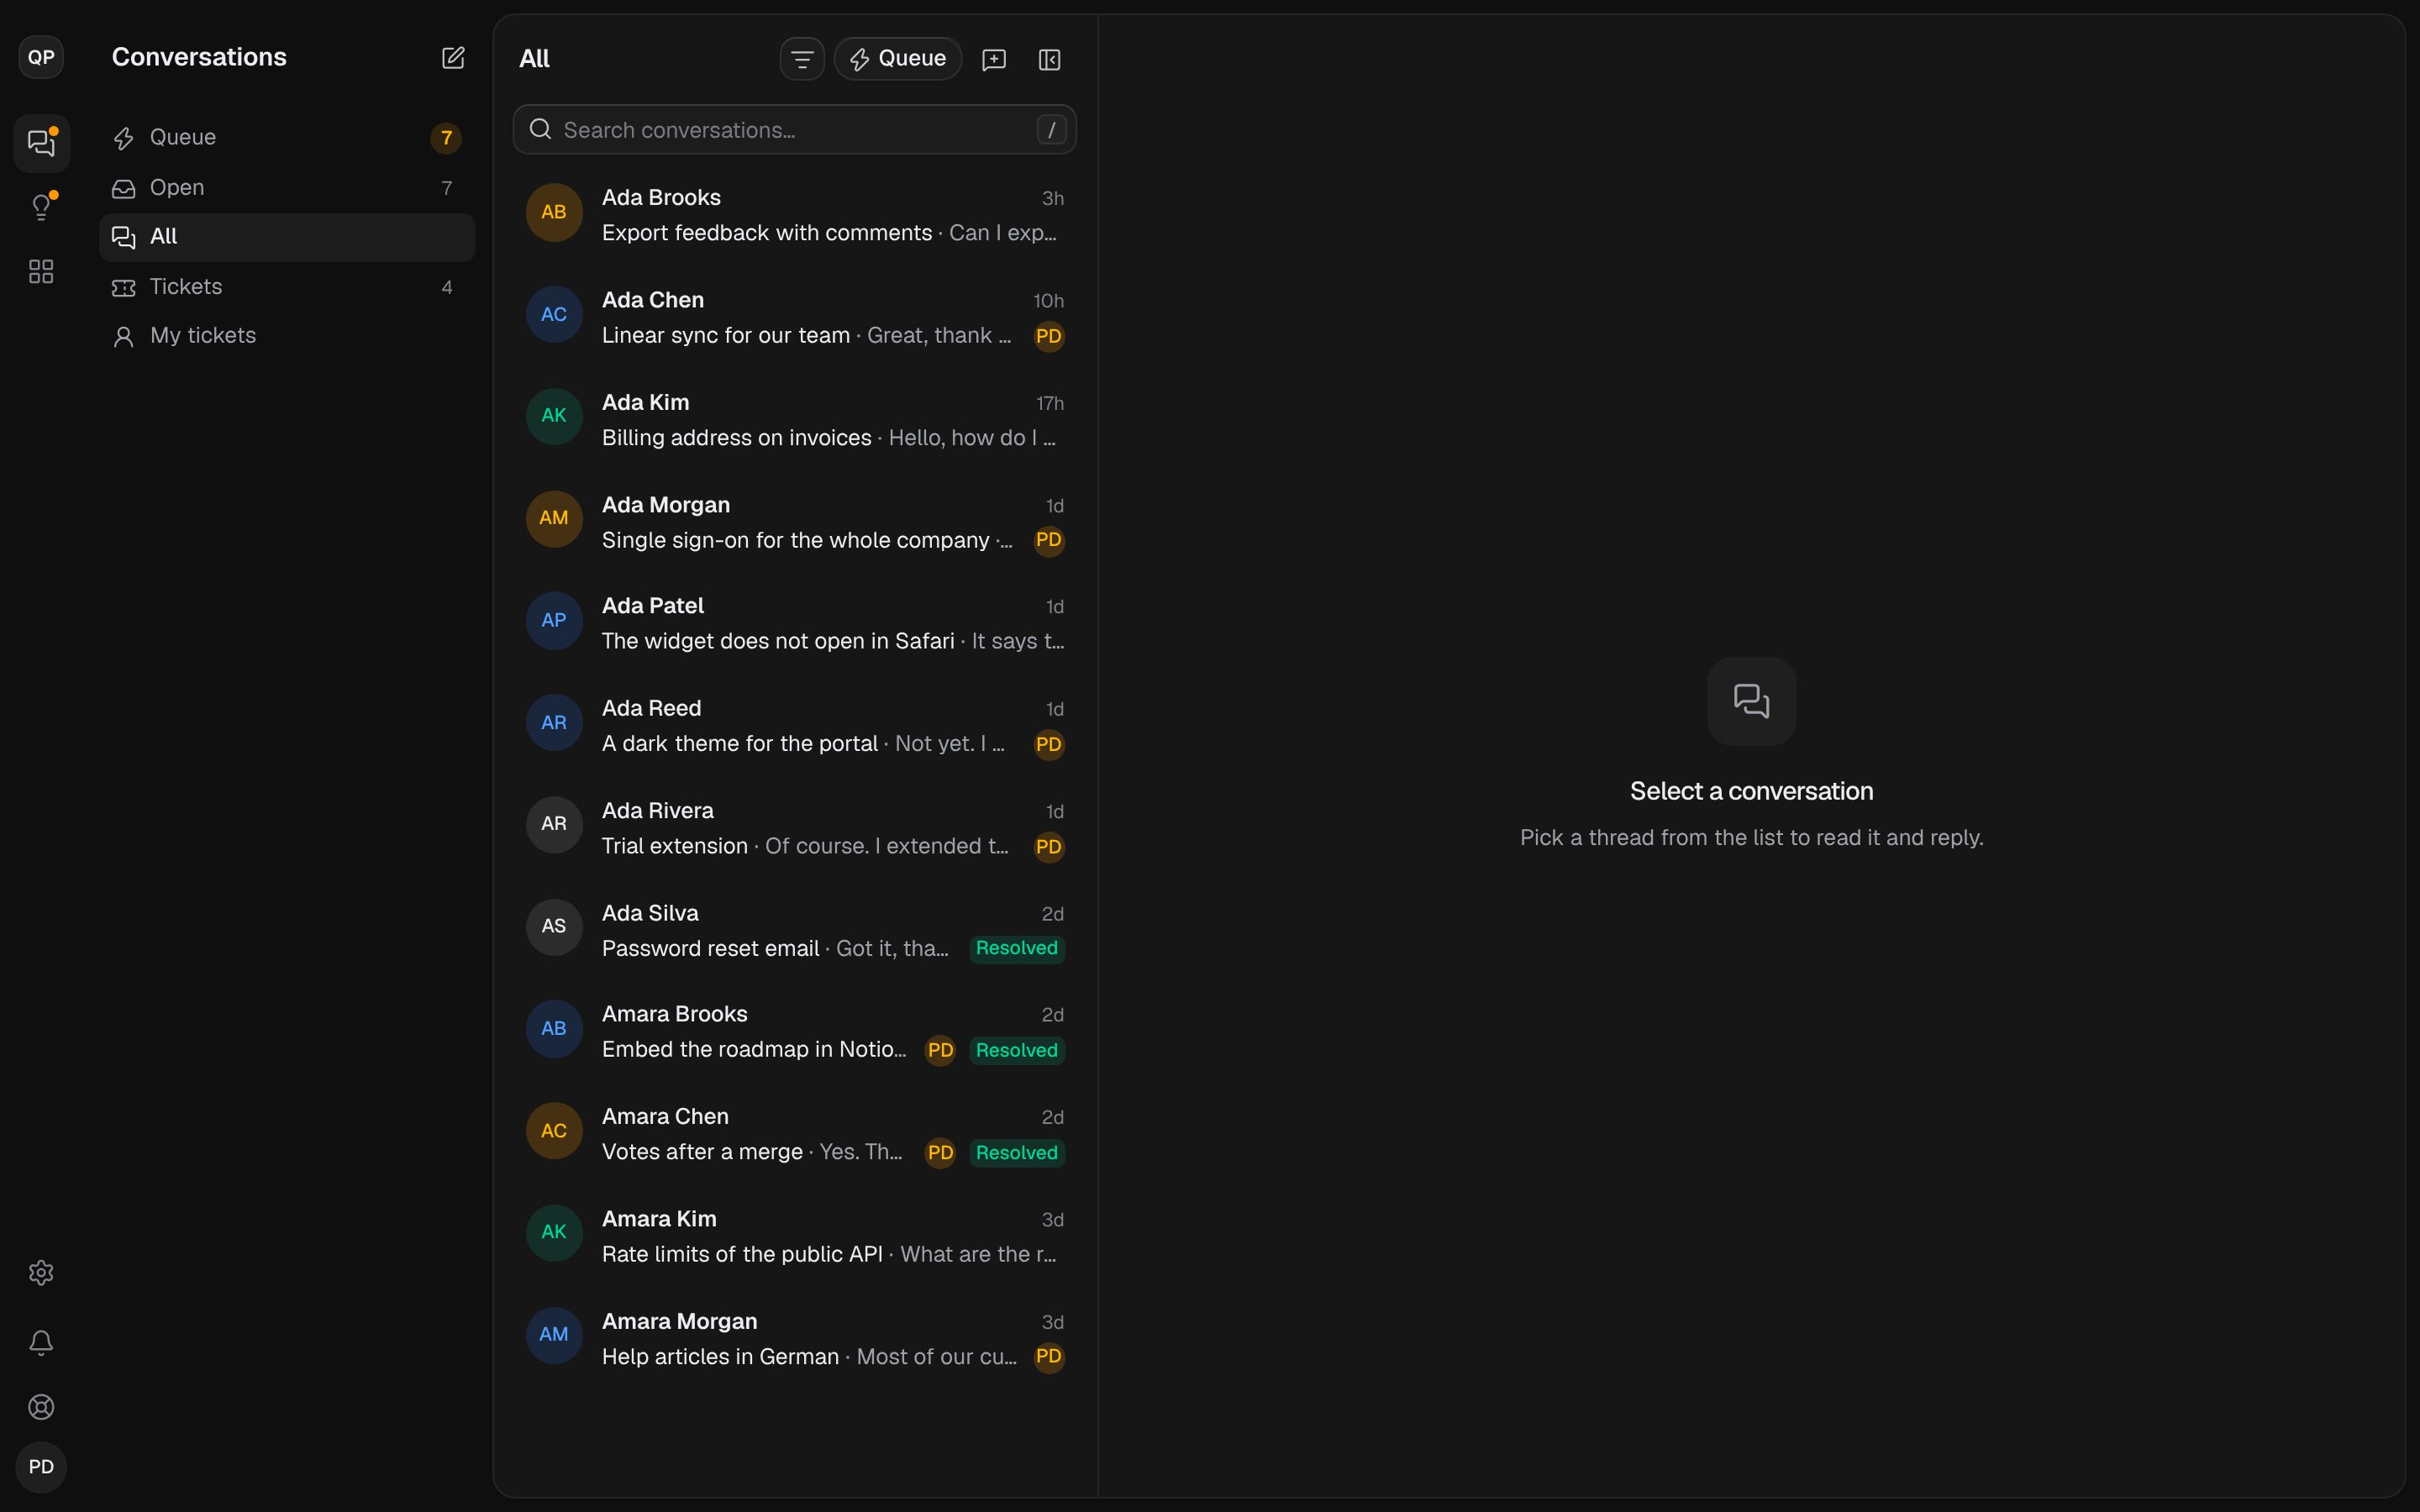 QP
Conversations
Queue 7
Open 7
All
Tickets 4
My tickets
PD
All
Queue
Search conversations… /
AB
Ada Brooks 3h
Export feedback with comments · Can I exp…
AC
Ada Chen 10h
Linear sync for our team · Great, thank … PD
AK
Ada Kim 17h
Billing address on invoices · Hello, how do I …
AM
Ada Morgan 1d
Single sign-on for the whole company ·… PD
AP
Ada Patel 1d
The widget does not open in Safari · It says t…
AR
Ada Reed 1d
A dark theme for the portal · Not yet. I … PD
AR
Ada Rivera 1d
Trial extension · Of course. I extended t… PD
AS
Ada Silva 2d
Password reset email · Got it, tha… Resolved
AB
Amara Brooks 2d
Embed the roadmap in Notio… PD Resolved
AC
Amara Chen 2d
Votes after a merge · Yes. Th… PD Resolved
AK
Amara Kim 3d
Rate limits of the public API · What are the r…
AM
Amara Morgan 3d
Help articles in German · Most of our cu… PD
Select a conversation
Pick a thread from the list to read it and reply.